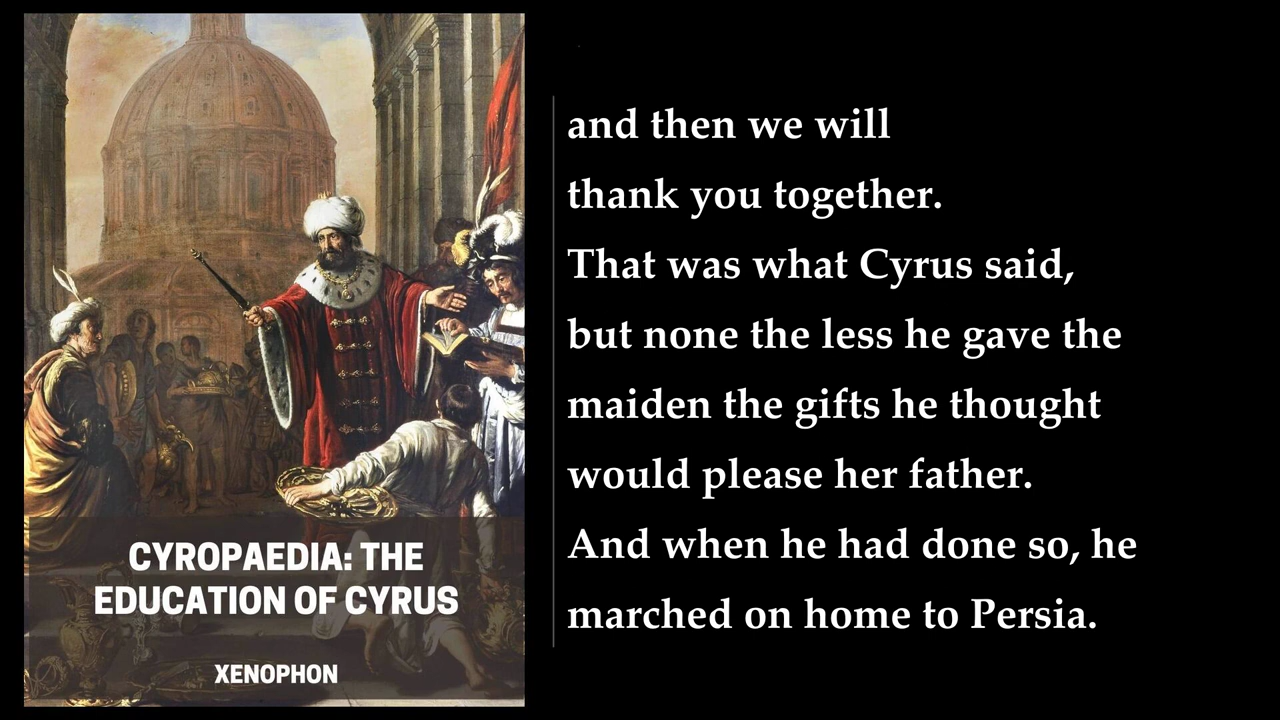 CYROPAEDIA: THE
EDUCATION OF CYRUS
XENOPHON
and then we will
thank you together.
That was what Cyrus said,
but none the less he gave the
maiden the gifts he thought
would please her father.
And when he had done so, he
marched on home to Persia.